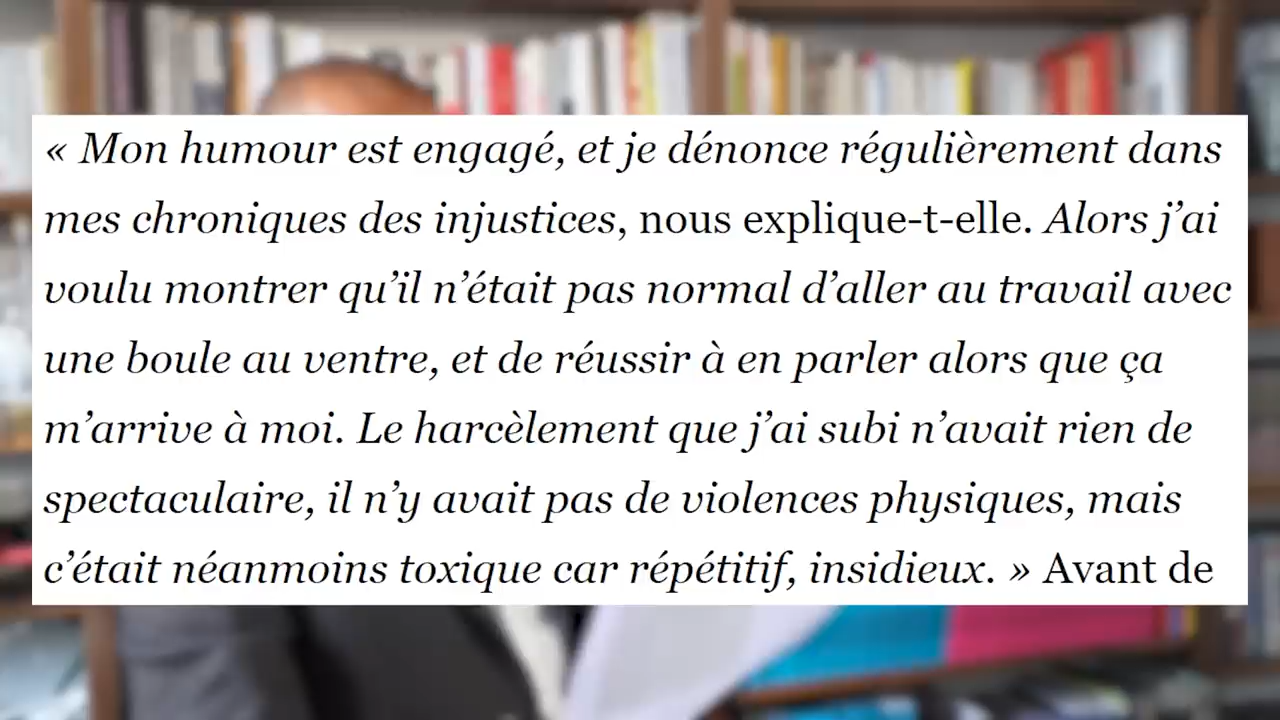 « Mon humour est engagé, et je dénonce régulièrement dans
mes chroniques des injustices, nous explique-t-elle. Alors j’ai
voulu montrer qu’il n’était pas normal d’aller au travail avec
une boule au ventre, et de réussir à en parler alors que ça
m’arrive à moi. Le harcèlement que j’ai subi n’avait rien de
spectaculaire, il n’y avait pas de violences physiques, mais
c’était néanmoins toxique car répétitif, insidieux. » Avant de